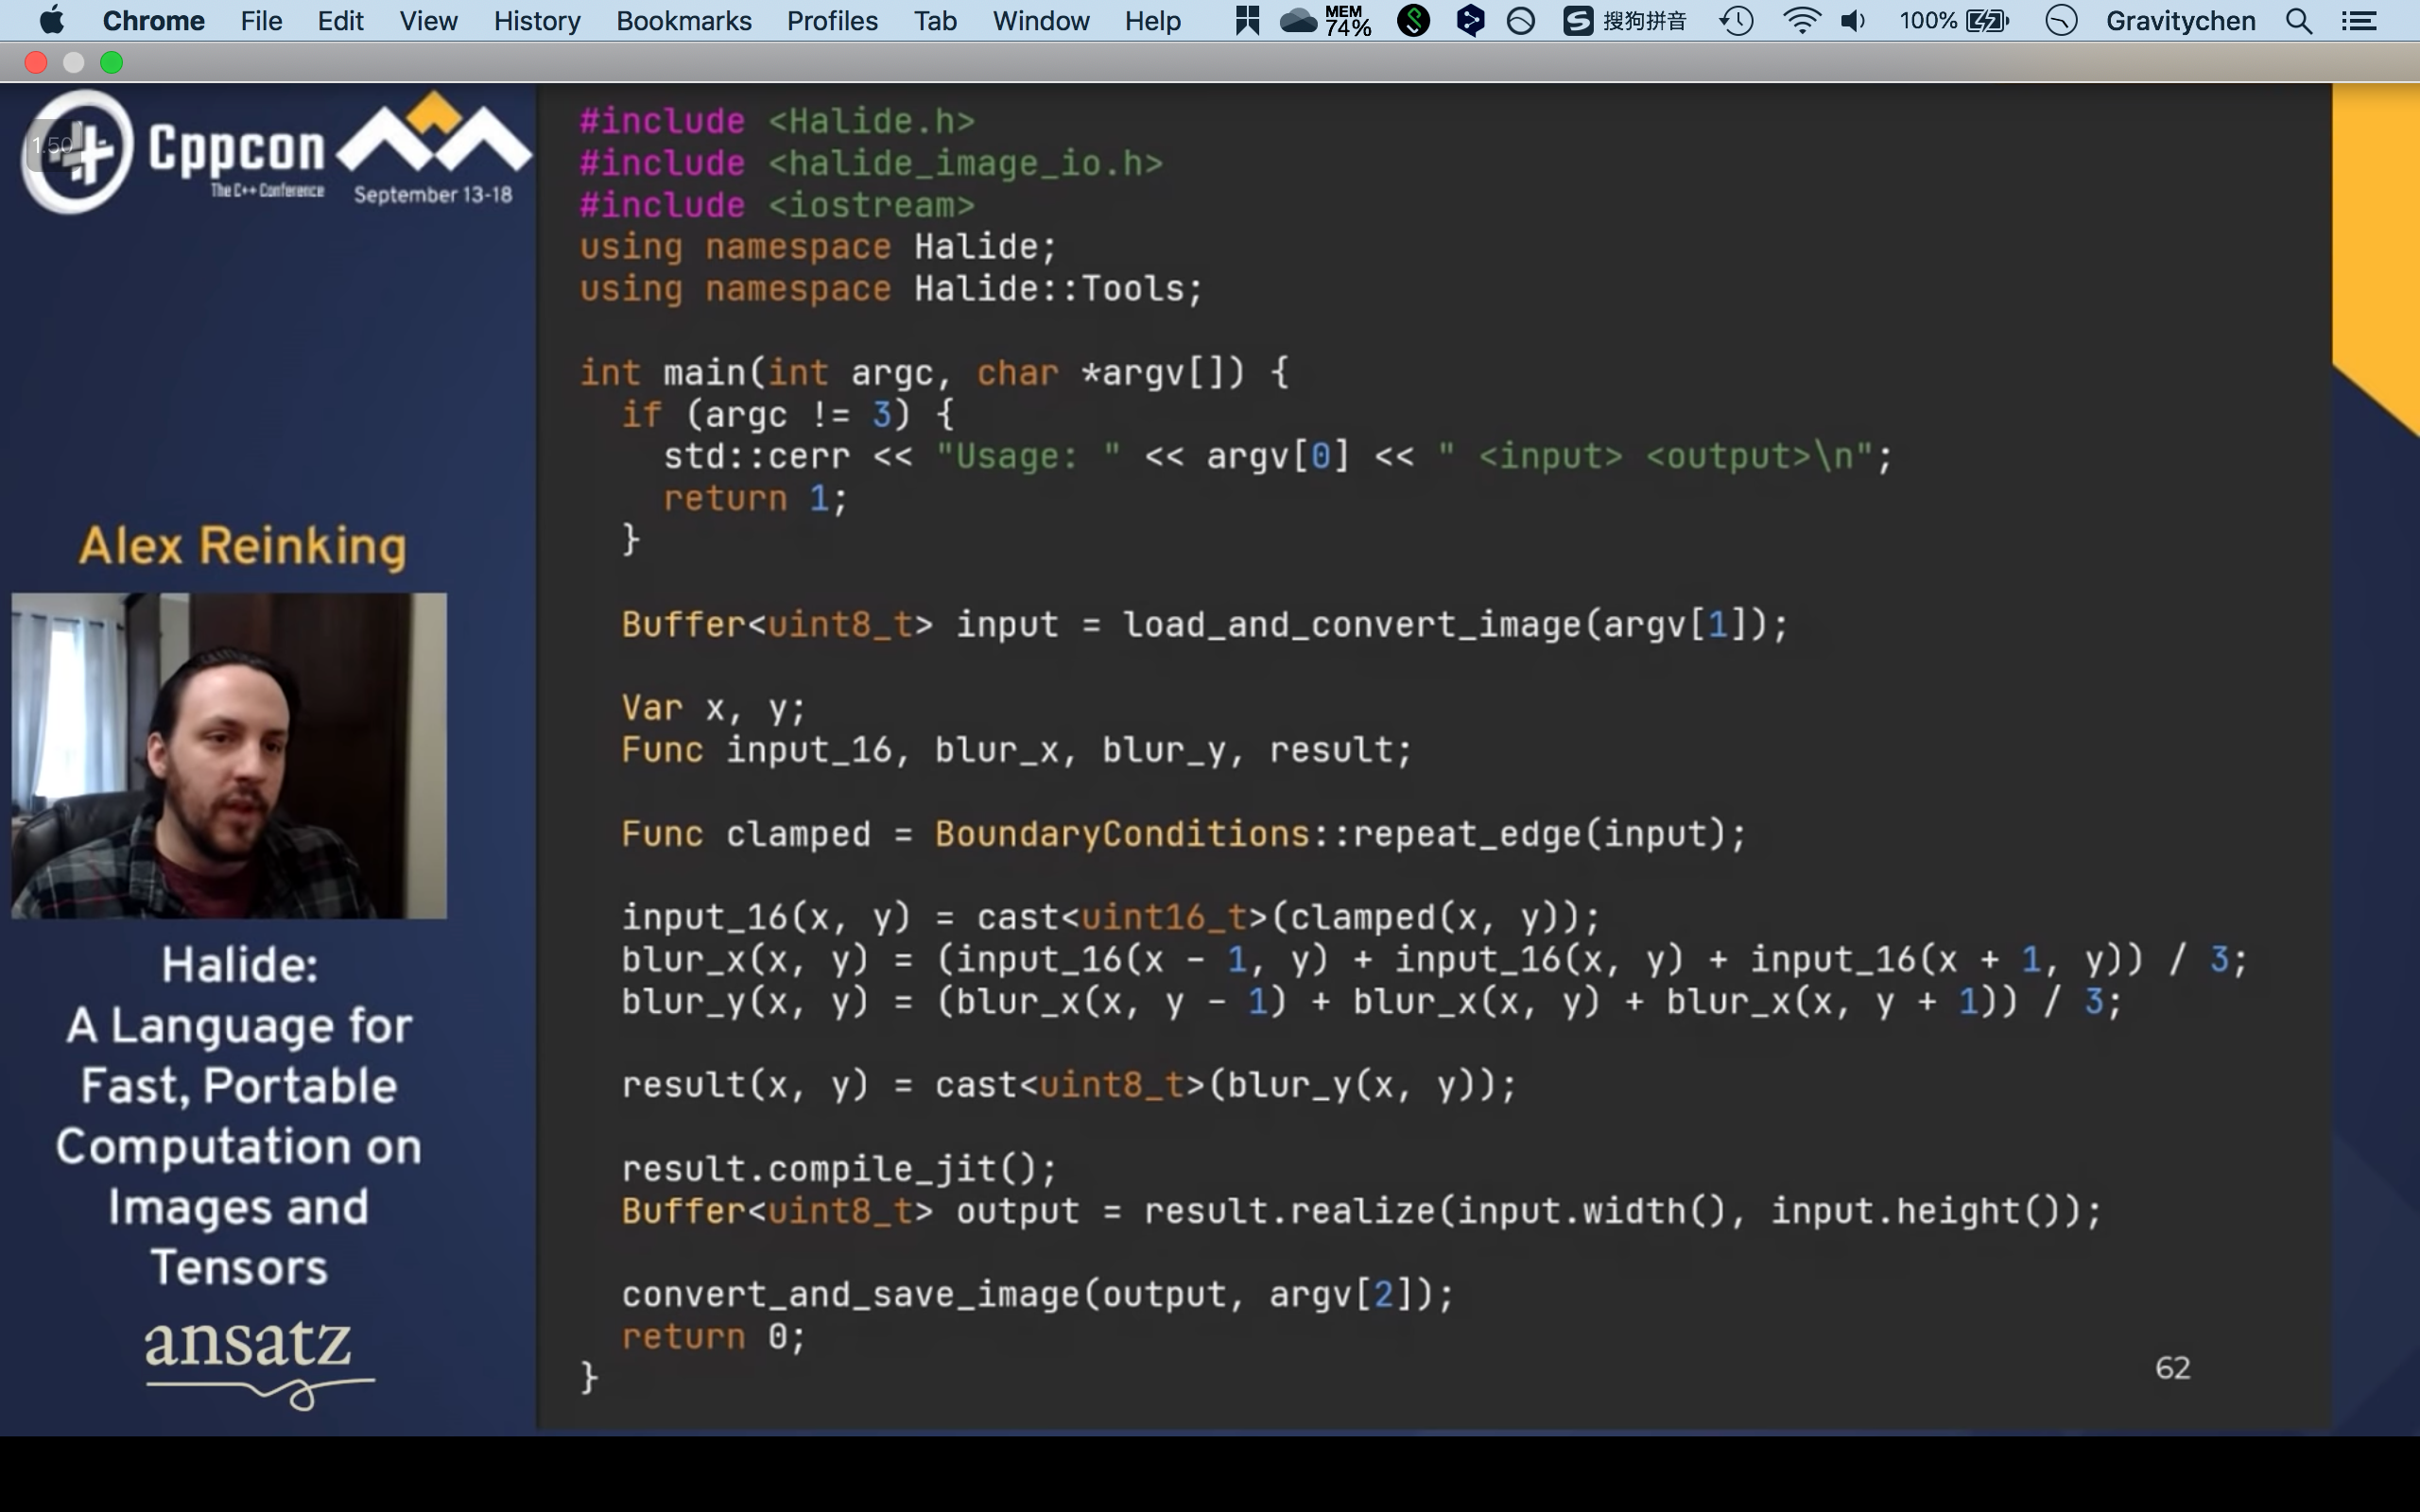 Chrome File Edit View History Bookmarks Profiles Tab Window Help MEM 74% 搜狗拼音 100% Gravitychen
1.50
Cppcon
The C++ Conference
September 13-18
Alex Reinking
Halide:
A Language for
Fast, Portable
Computation on
Images and
Tensors
ansatz
#include <Halide.h>
#include <halide_image_io.h>
#include <iostream>
using namespace Halide;
using namespace Halide::Tools;
int main(int argc, char *argv[]) {
if (argc != 3) {
std::cerr << "Usage: " << argv[0] << " <input> <output>\n";
return 1;
}
Buffer<uint8_t> input = load_and_convert_image(argv[1]);
Var x, y;
Func input_16, blur_x, blur_y, result;
Func clamped = BoundaryConditions::repeat_edge(input);
input_16(x, y) = cast<uint16_t>(clamped(x, y));
blur_x(x, y) = (input_16(x - 1, y) + input_16(x, y) + input_16(x + 1, y)) / 3;
blur_y(x, y) = (blur_x(x, y - 1) + blur_x(x, y) + blur_x(x, y + 1)) / 3;
result(x, y) = cast<uint8_t>(blur_y(x, y));
result.compile_jit();
Buffer<uint8_t> output = result.realize(input.width(), input.height());
convert_and_save_image(output, argv[2]);
return 0;
}
62